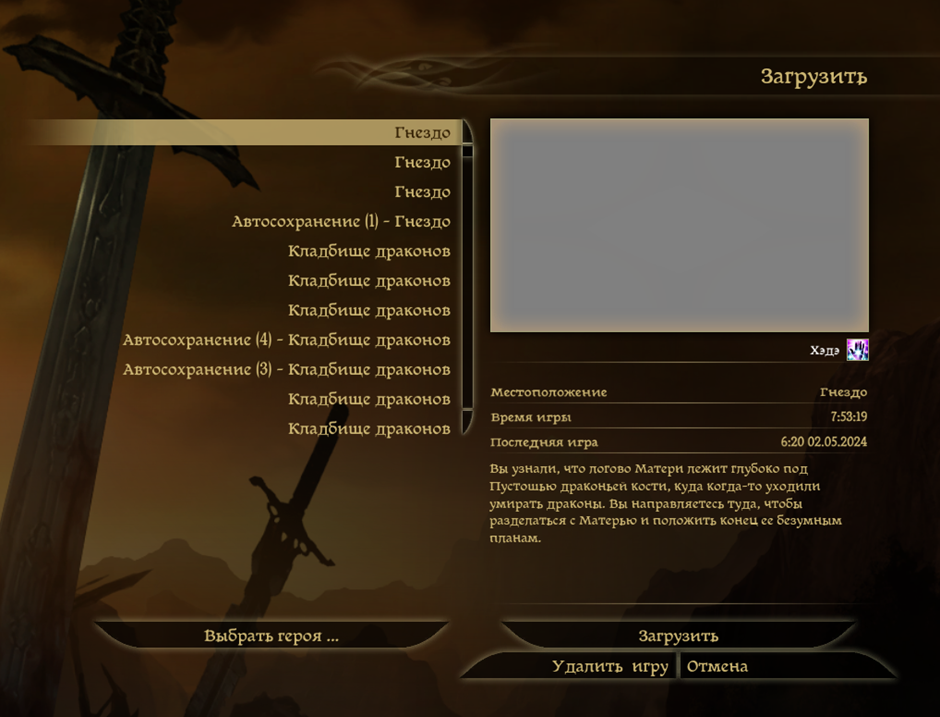 Загрузить
Гнездо
Гнездо
Гнездо
Автосохранение (1) - Гнездо
Кладбище драконов
Кладбище драконов
Кладбище драконов
Автосохранение (4) - Кладбище драконов
Автосохранение (3) - Кладбище драконов
Кладбище драконов
Кладбище драконов
Хэдэ
Местоположение Гнездо
Время игры 7:53:19
Последняя игра 6:20 02.05.2024
Вы узнали, что логово Матери лежит глубоко под
Пустошью драконьей кости, куда когда-то уходили
умирать драконы. Вы направляетесь туда, чтобы
разделаться с Матерью и положить конец ее безумным
планам.
Выбрать героя ...
Загрузить
Удалить игру
Отмена